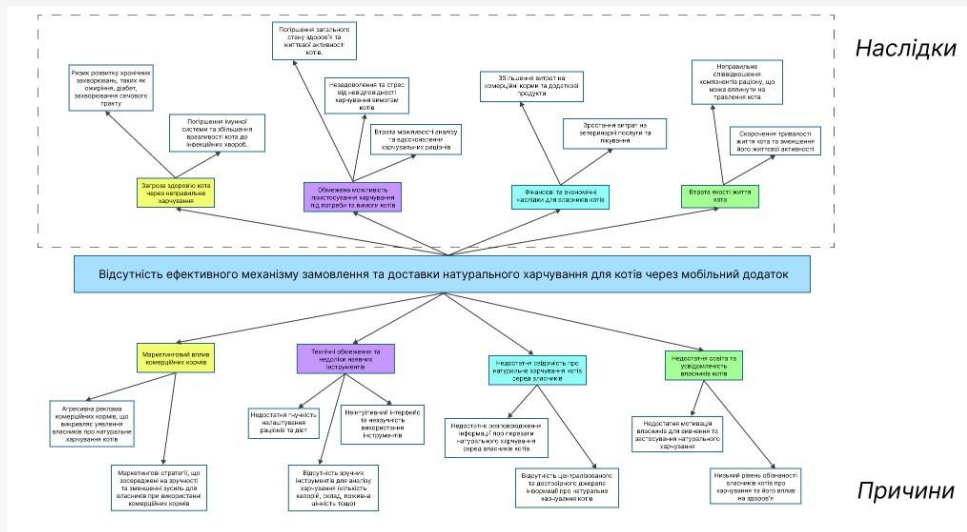 Наслідки
Погіршення загального
стану здоров'я та
життєвої активності
котів.
Ризик розвитку хронічних
захворювань, таких як
ожиріння, діабет,
захворювання сечового
тракту
Незадоволення та стрес
від невідповідності
харчування вимогам
котів
Збільшення витрат на
комерційні корми та додаткові
продукти
Неправильне
співвідношення
компонентів раціону, що
може вплинути на
травлення кота
Погіршення імунної
системи та збільшення
вразливості кота до
інфекційних хвороб.
Втрата можливості аналізу
та вдосконалення
харчувальних раціонів
Зростання витрат на
ветеринарні послуги та
лікування
Скорочення тривалості
життя кота та зменшення
його життєвої активності
Загроза здоров'ю кота
через неправильне
харчування
Обмежена можливість
пристосування харчування
під потреби та вимоги котів
Фінансові та економічні
наслідки для власників котів
Втрата якості життя
кота
Відсутність ефективного механізму замовлення та доставки натурального харчування для котів через мобільний додаток
Маркетинговий вплив
комерційних кормів
Технічні обмеження та
недоліки наявних
інструментів
Недостатня свідомість про
натуральне харчування котів
серед власників
Недостатня освіта та
усвідомленість
власників котів
Агресивна реклама
комерційних кормів, що
викривляє уявлення
власників про натуральне
харчування котів
Недостатня гнучкість
налаштування
раціонів та дієт
Неінтуїтивний інтерфейс
та незручність
використання
інструментів
Недостатнє розповсюдження
інформації про переваги
натурального харчування
серед власників котів
Недостатня мотивація
власників для вивчення та
застосування натурального
харчування
Маркетингові стратегії, що
зосереджені на зручності
та зменшенні зусиль для
власників при використанні
комерційних кормів
Відсутність зручних
інструментів для аналізу
харчування (кількість
калорій, склад, поживна
цінність тощо)
Відсутність централізованого
та достовірного джерела
інформації про натуральне
харчування котів
Низький рівень обізнаності
власників котів про
харчування та його вплив
на здоров'я
Причини